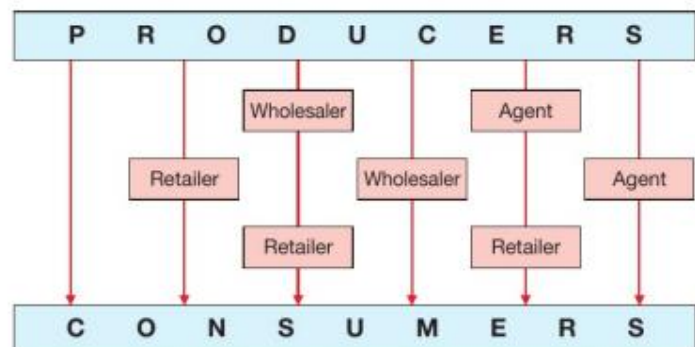 P R O D U C E R S
Wholesaler Agent
Retailer Wholesaler Agent
Retailer Retailer
C O N S U M E R S